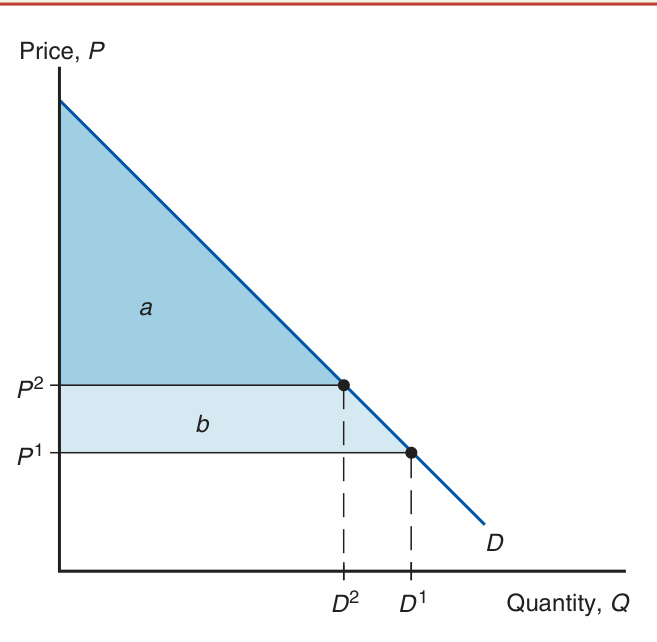 Price, P
a
P²
b
P¹
D
D² D¹ Quantity, Q